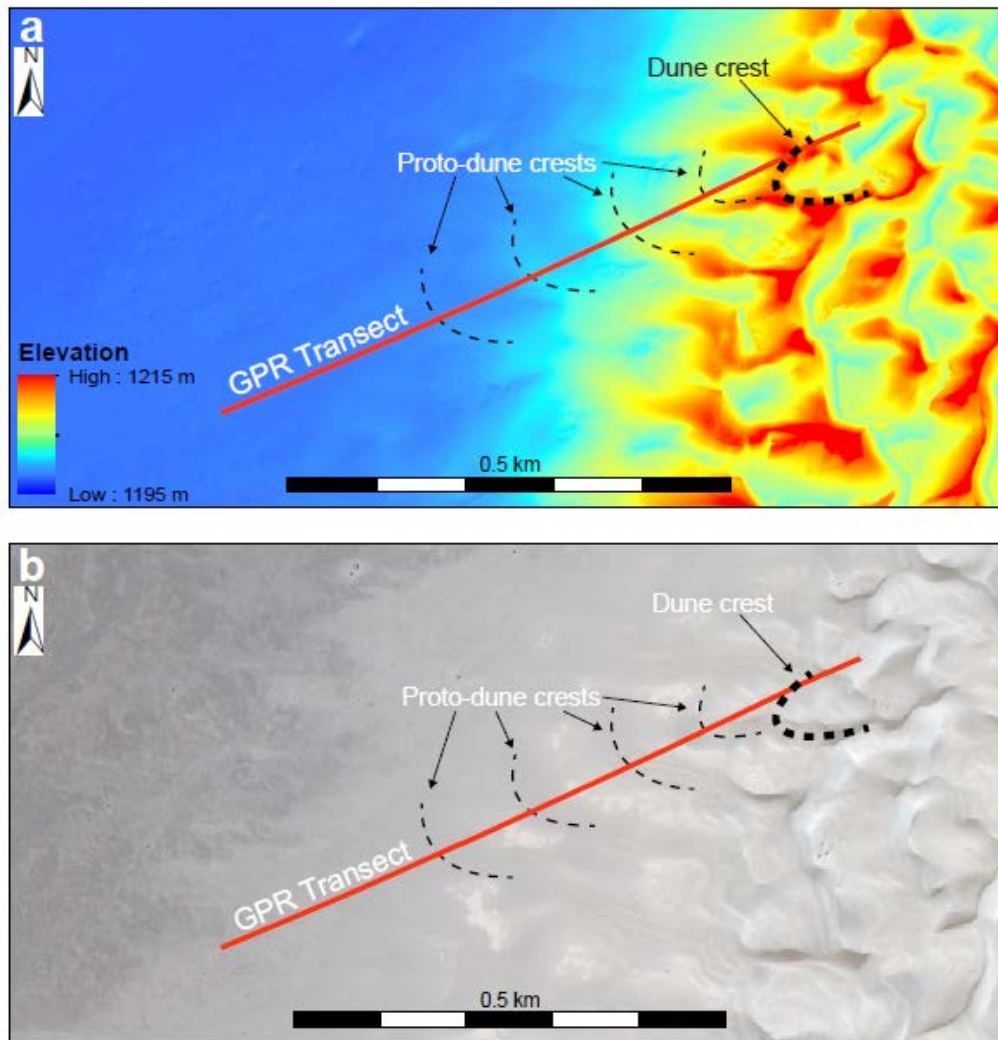 a
N
Dune crest
Proto-dune crests
GPR Transect
Elevation
High : 1215 m
Low : 1195 m
0.5 km
b
N
Dune crest
Proto-dune crests
GPR Transect
0.5 km